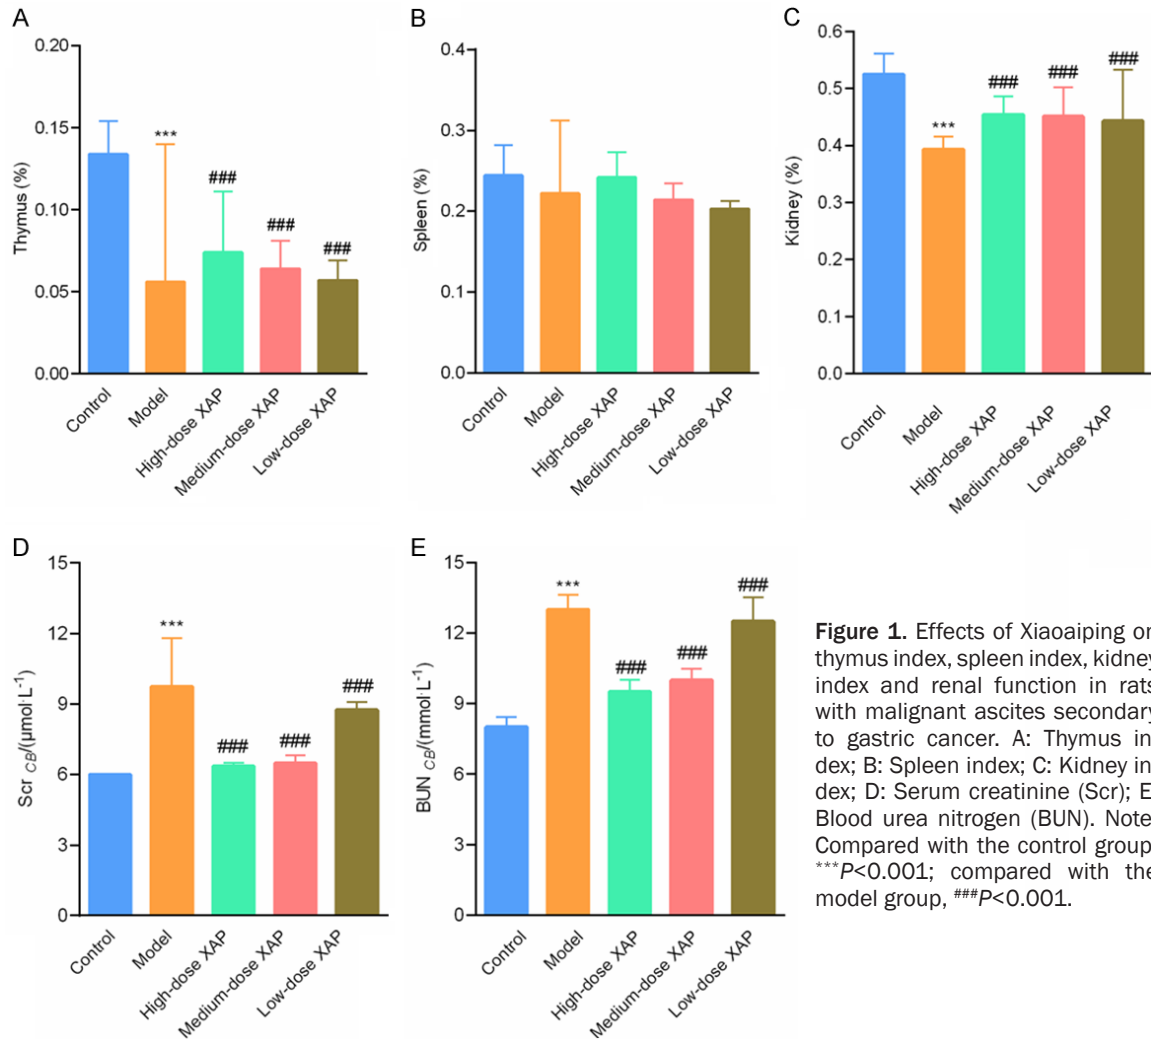 A
Thymus (%)
0.20
0.15
0.10
0.05
0.00
***
###
###
###
Control
Model
High-dose XAP
Medium-dose XAP
Low-dose XAP
B
Spleen (%)
0.4
0.3
0.2
0.1
0.0
Control
Model
High-dose XAP
Medium-dose XAP
Low-dose XAP
C
Kidney (%)
0.6
0.5
0.4
0.3
0.2
0.1
0.0
***
###
###
###
Control
Model
High-dose XAP
Medium-dose XAP
Low-dose XAP
D
Scr CB/(μmol·L⁻¹)
15
12
9
6
3
0
***
###
###
###
Control
Model
High-dose XAP
Medium-dose XAP
Low-dose XAP
E
BUN CB/(mmol·L⁻¹)
15
12
9
6
3
0
***
###
###
###
Control
Model
High-dose XAP
Medium-dose XAP
Low-dose XAP
Figure 1. Effects of Xiaoaiping on
thymus index, spleen index, kidney
index and renal function in rats
with malignant ascites secondary
to gastric cancer. A: Thymus in-
dex; B: Spleen index; C: Kidney in-
dex; D: Serum creatinine (Scr); E
Blood urea nitrogen (BUN). Note
Compared with the control group
***P<0.001; compared with the
model group, ###P<0.001.